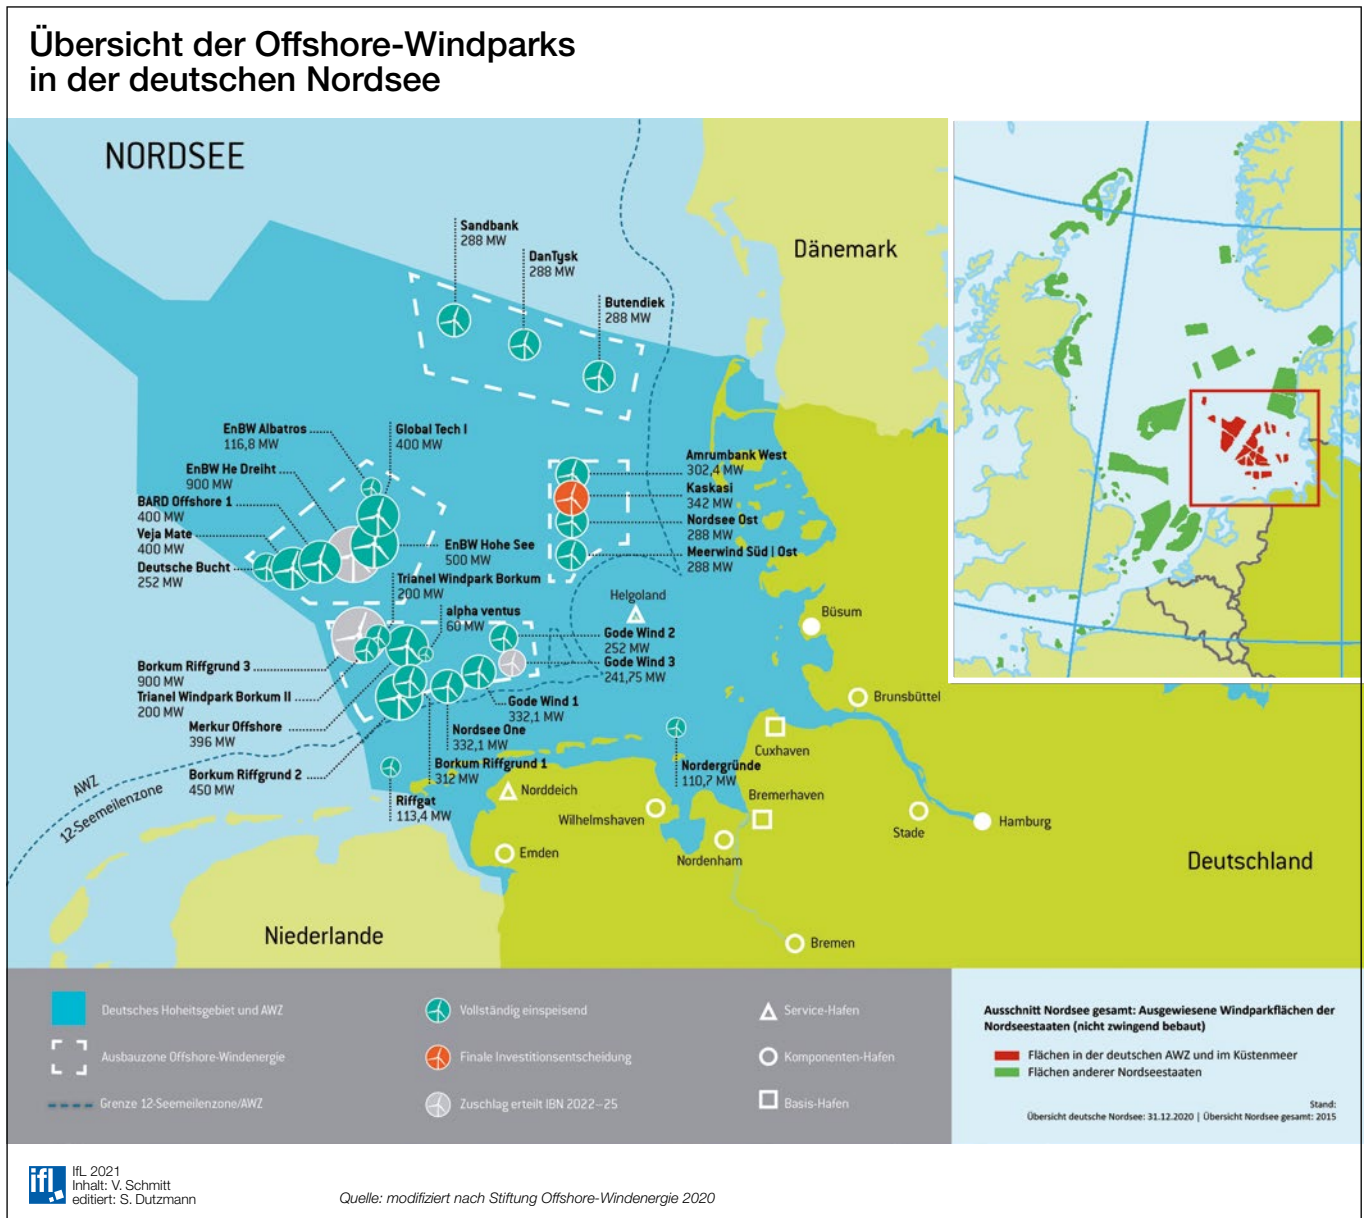 Übersicht der Offshore-Windparks
in der deutschen Nordsee
NORDSEE
Dänemark
Sandbank
288 MW
DanTysk
288 MW
Butendiek
288 MW
EnBW Albatros
116,8 MW
Global Tech I
400 MW
EnBW He Dreiht
900 MW
BARD Offshore 1
400 MW
Veja Mate
400 MW
Deutsche Bucht
252 MW
EnBW Hohe See
500 MW
Amrumbank West
302,4 MW
Kaskasi
342 MW
Nordsee Ost
288 MW
Meerwind Süd | Ost
288 MW
Trianel Windpark Borkum
200 MW
alpha ventus
60 MW
Helgoland
Büsum
Gode Wind 2
252 MW
Gode Wind 3
241,75 MW
Borkum Riffgrund 3
900 MW
Trianel Windpark Borkum II
200 MW
Merkur Offshore
396 MW
Borkum Riffgrund 2
450 MW
Gode Wind 1
332,1 MW
Nordsee One
332,1 MW
Borkum Riffgrund 1
312 MW
Riffgat
113,4 MW
Nordergründe
110,7 MW
Brunsbüttel
Cuxhaven
Bremerhaven
Norddeich
Wilhelmshaven
Stade
Hamburg
Nordenham
Emden
Bremen
AWZ
12-Seemeilenzone
Niederlande
Deutschland
Deutsches Hoheitsgebiet und AWZ
Ausbauzone Offshore-Windenergie
Grenze 12-Seemeilenzone/AWZ
Vollständig einspeisend
Finale Investitionsentscheidung
Zuschlag erteilt IBN 2022–25
Service-Hafen
Komponenten-Hafen
Basis-Hafen
Ausschnitt Nordsee gesamt: Ausgewiesene Windparkflächen der
Nordseestaaten (nicht zwingend bebaut)
Flächen in der deutschen AWZ und im Küstenmeer
Flächen anderer Nordseestaaten
Stand:
Übersicht deutsche Nordsee: 31.12.2020 | Übersicht Nordsee gesamt: 2015
ifl
IfL 2021
Inhalt: V. Schmitt
editiert: S. Dutzmann
Quelle: modifiziert nach Stiftung Offshore-Windenergie 2020